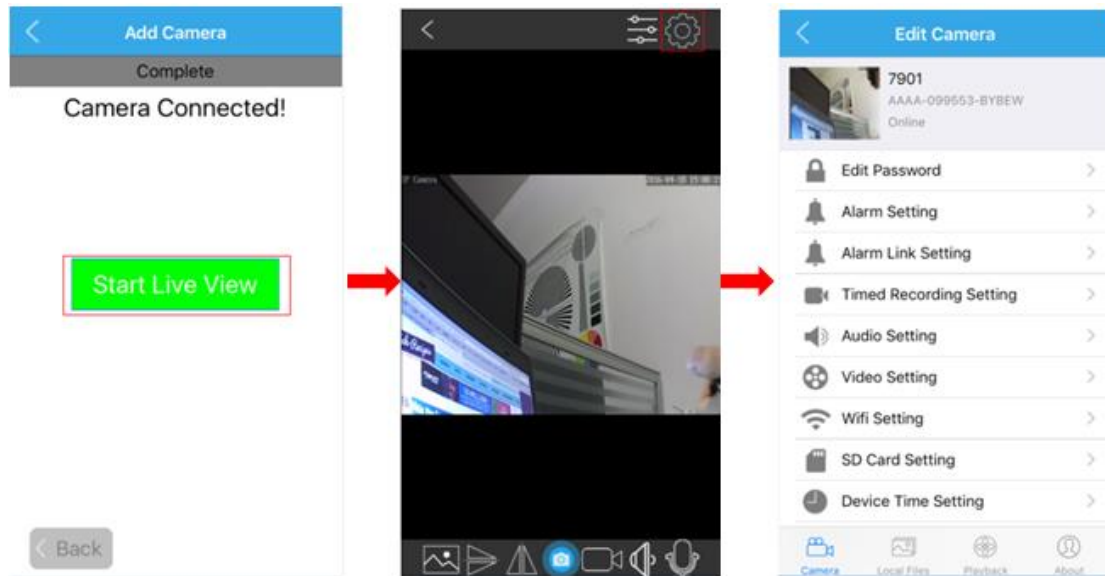 Add Camera
Complete
Camera Connected!
Start Live View
Back
Edit Camera
7901
AAAA-099553-BYBEW
Online
Edit Password
Alarm Setting
Alarm Link Setting
Timed Recording Setting
Audio Setting
Video Setting
Wifi Setting
SD Card Setting
Device Time Setting
Camera
Local Files
Playback
About